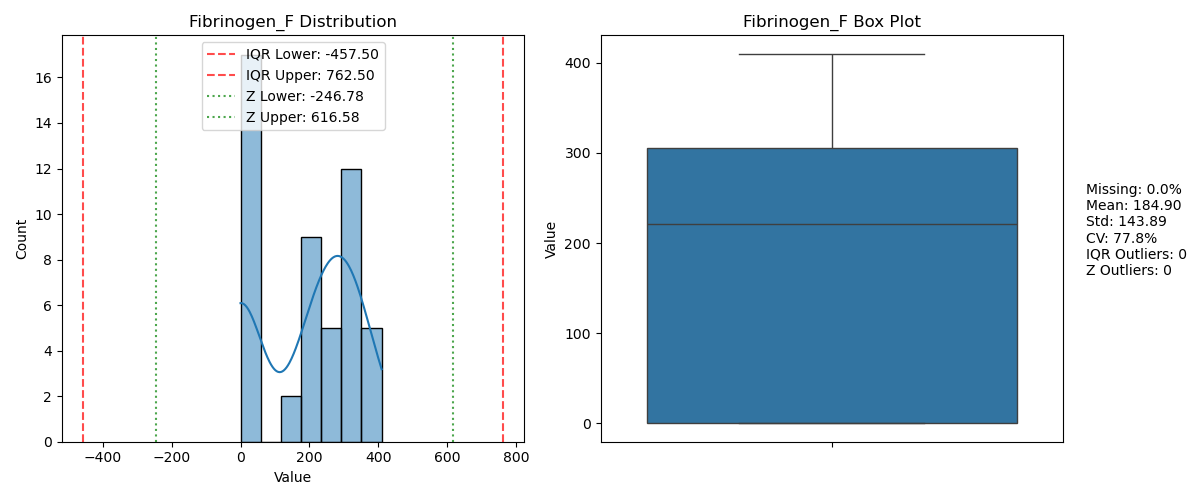 Fibrinogen_F Distribution
IQR Lower: -457.50
IQR Upper: 762.50
Z Lower: -246.78
Z Upper: 616.58
Count
16
14
12
10
8
6
4
2
0
−400
−200
0
200
400
600
800
Value
Fibrinogen_F Box Plot
Value
400
300
200
100
0
Missing: 0.0%
Mean: 184.90
Std: 143.89
CV: 77.8%
IQR Outliers: 0
Z Outliers: 0